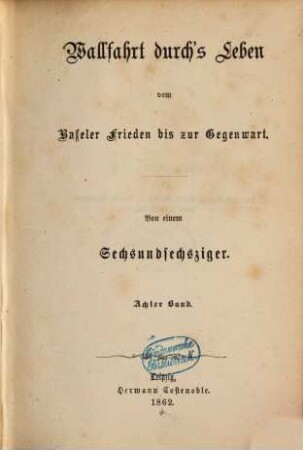 Wallfahrt durch's Leben
vom
Baseler Frieden bis zur Gegenwart.
Von einem
Sechsundsechsziger.
Achter Band.
Leipzig,
Hermann Costenoble.
1862.